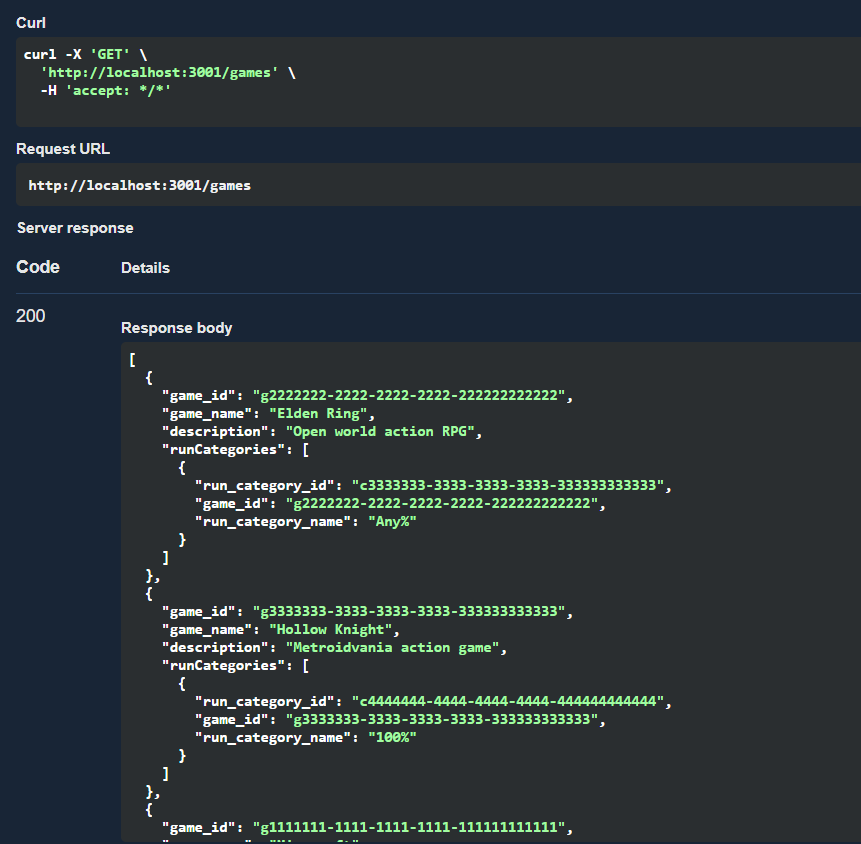 Curl
curl -X 'GET' \
'http://localhost:3001/games' \
-H 'accept: */*'
Request URL
http://localhost:3001/games
Server response
Code Details
200
Response body
[
{
"game_id": "g2222222-2222-2222-2222-222222222222",
"game_name": "Elden Ring",
"description": "Open world action RPG",
"runCategories": [
{
"run_category_id": "c3333333-3333-3333-3333-333333333333",
"game_id": "g2222222-2222-2222-2222-222222222222",
"run_category_name": "Any%"
}
]
},
{
"game_id": "g3333333-3333-3333-3333-333333333333",
"game_name": "Hollow Knight",
"description": "Metroidvania action game",
"runCategories": [
{
"run_category_id": "c4444444-4444-4444-4444-444444444444",
"game_id": "g3333333-3333-3333-3333-333333333333",
"run_category_name": "100%"
}
]
},
{
"game_id": "g1111111-1111-1111-1111-111111111111",